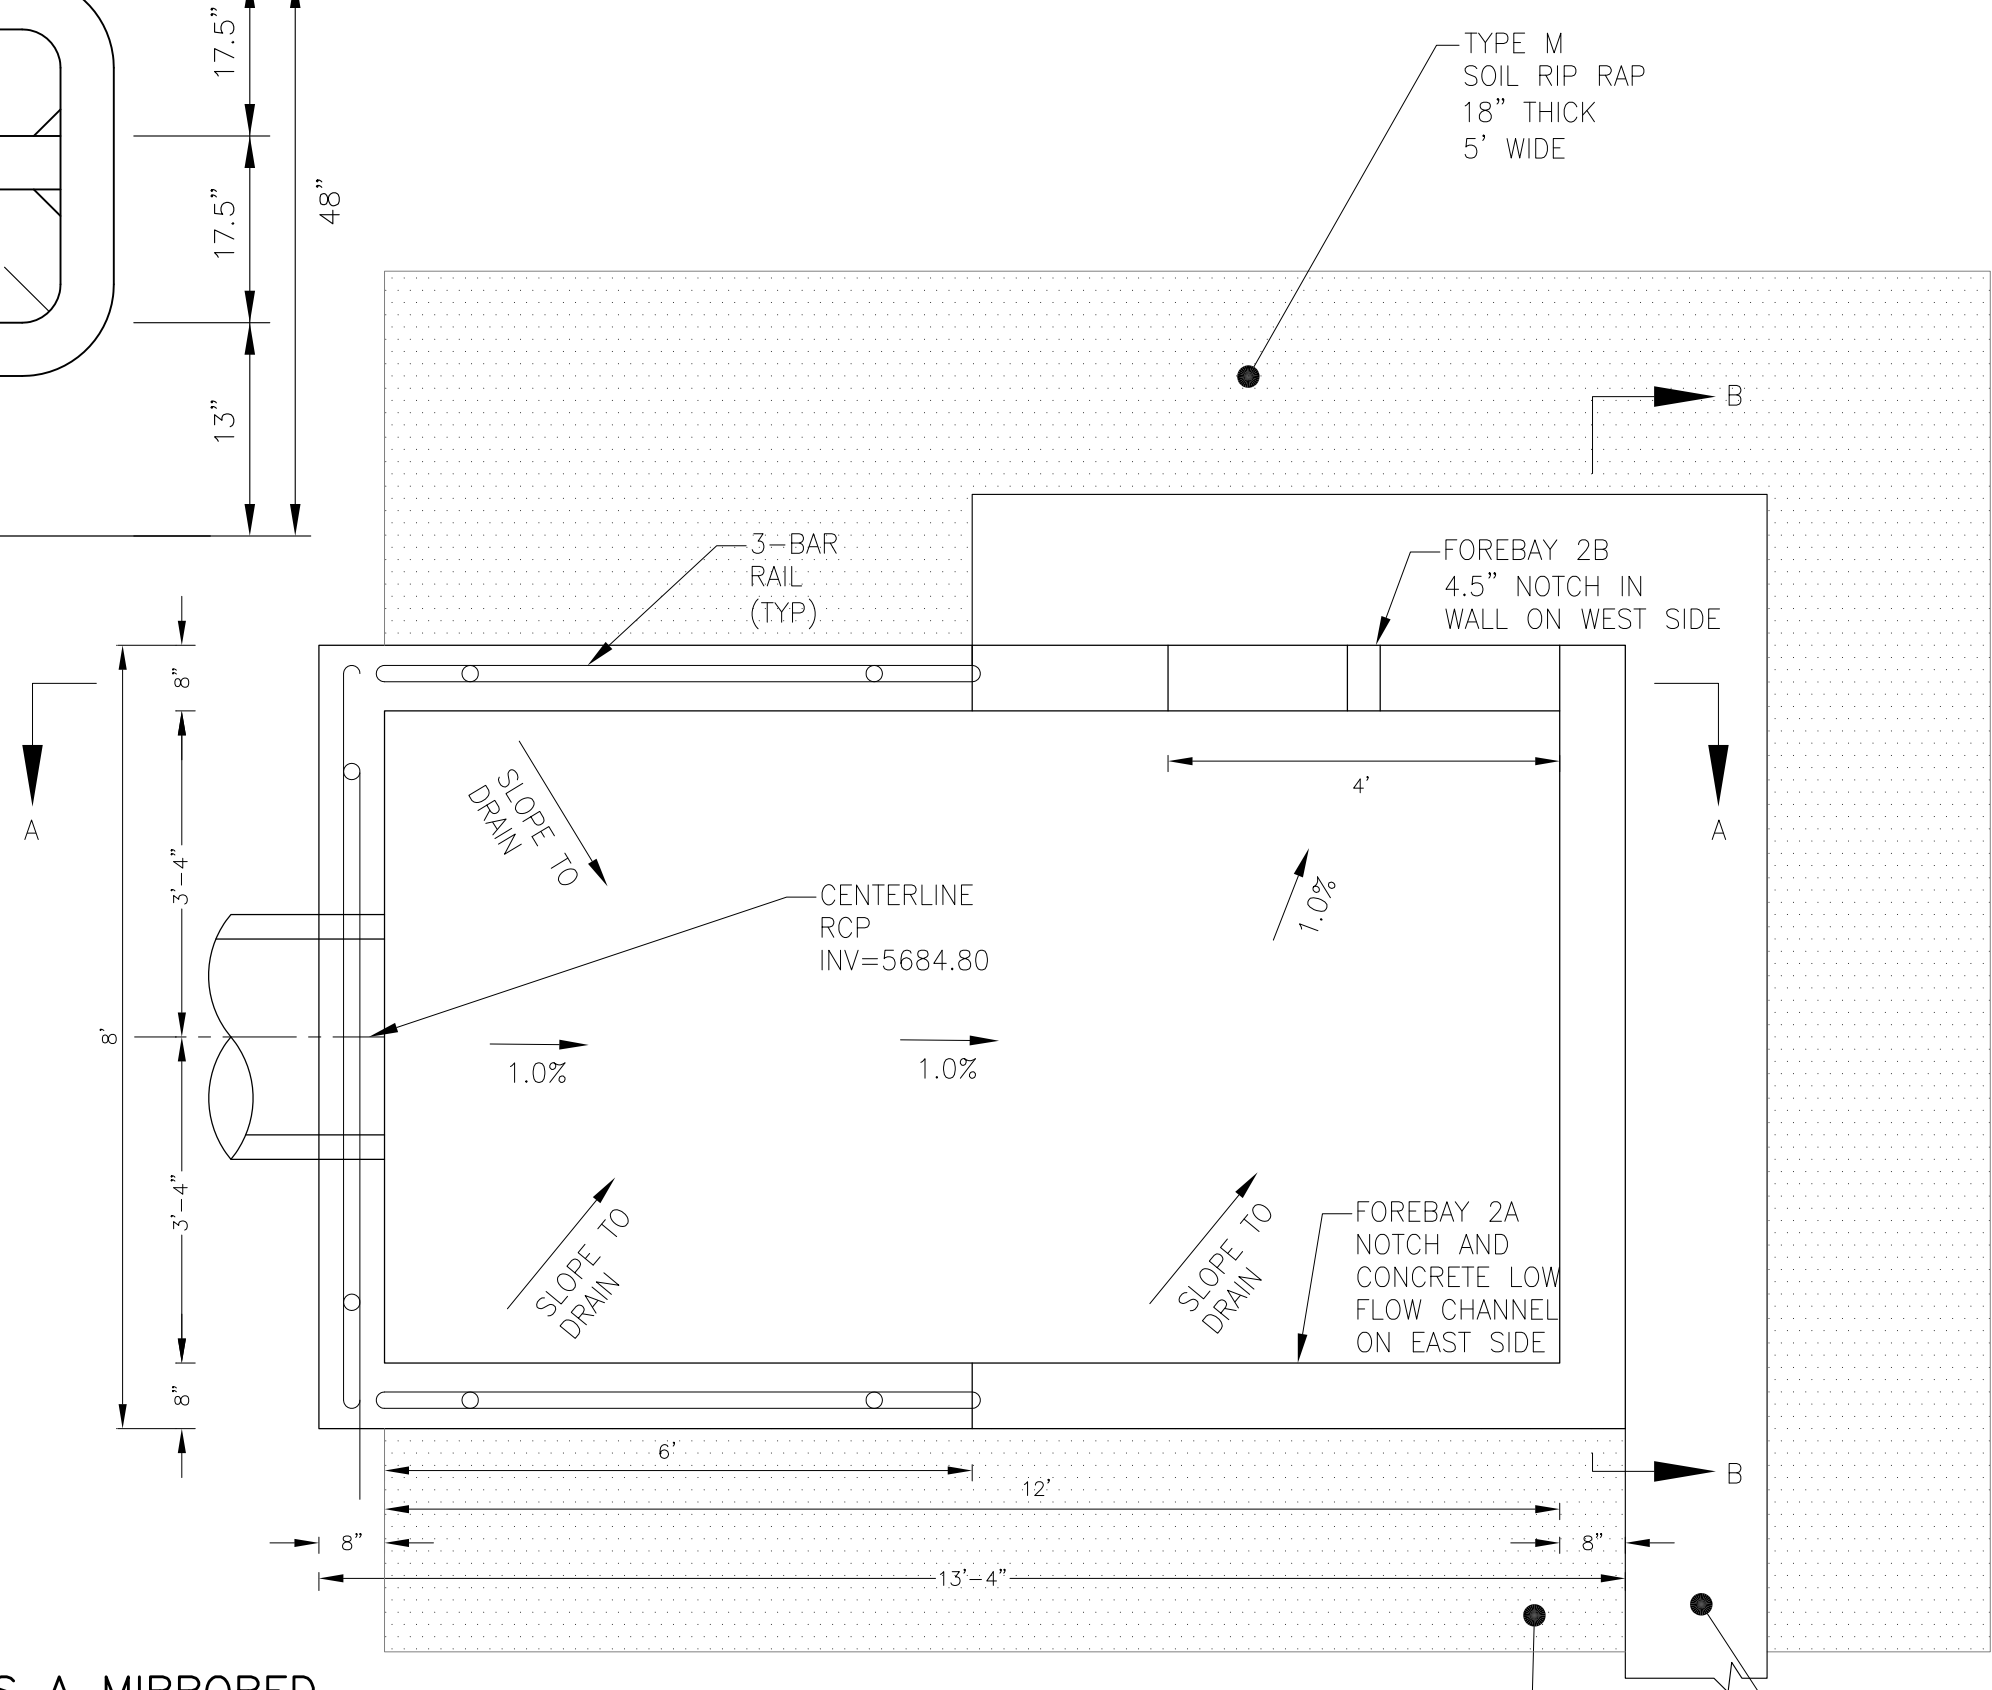 17.5"
17.5"
48"
13"
TYPE M
SOIL RIP RAP
18" THICK
5' WIDE
B
3-BAR
RAIL
(TYP)
FOREBAY 2B
4.5" NOTCH IN
WALL ON WEST SIDE
8"
A
A
4'
SLOPE TO
DRAIN
3'-4"
CENTERLINE
RCP
INV=5684.80
1.0%
8'
1.0%
1.0%
3'-4"
SLOPE TO
DRAIN
SLOPE TO
DRAIN
FOREBAY 2A
NOTCH AND
CONCRETE LOW
FLOW CHANNEL
ON EAST SIDE
8"
6'
B
12'
8"
8"
13'-4"
A MIRRORED